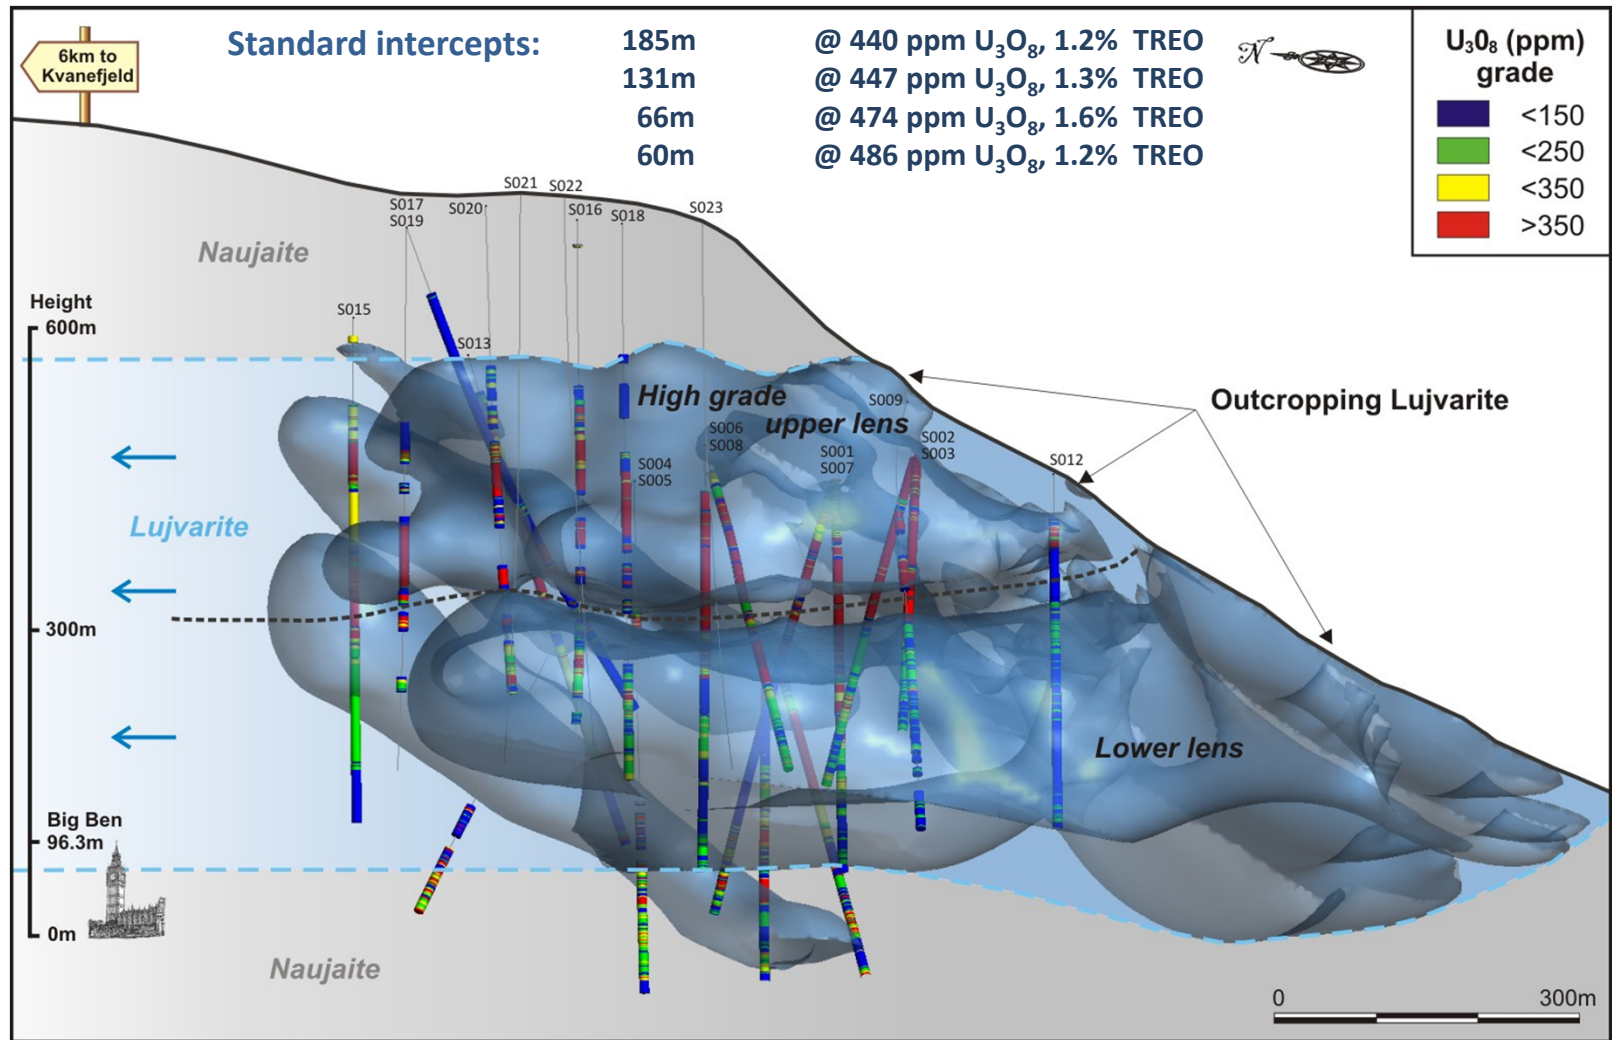 6km to
Kvanefjeld
Standard intercepts:
185m @ 440 ppm U₃O₈, 1.2% TREO
131m @ 447 ppm U₃O₈, 1.3% TREO
66m @ 474 ppm U₃O₈, 1.6% TREO
60m @ 486 ppm U₃O₈, 1.2% TREO
N
U₃0₈ (ppm)
grade
<150
<250
<350
>350
S021
S022
S017
S019
S020
S016
S018
S023
Naujaite
Height
600m
S015
S013
High grade
upper lens
S009
Outcropping Lujvarite
S006
S008
S002
S003
S001
S007
S004
S005
S012
Lujvarite
300m
Lower lens
Big Ben
96.3m
0m
Naujaite
0
300m